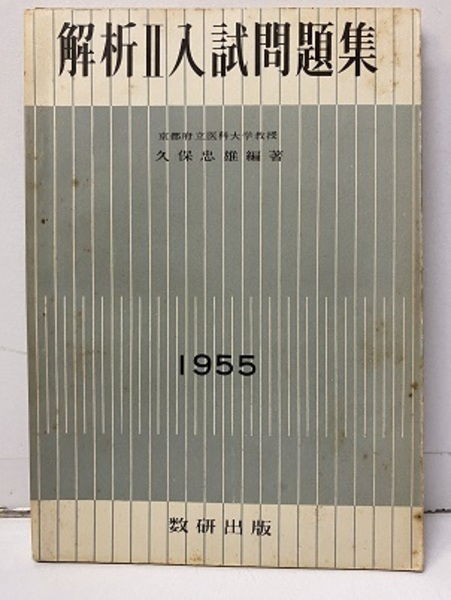 解析II入試問題集
京都府立医科大学教授
久保忠雄編著
1955
数研出版